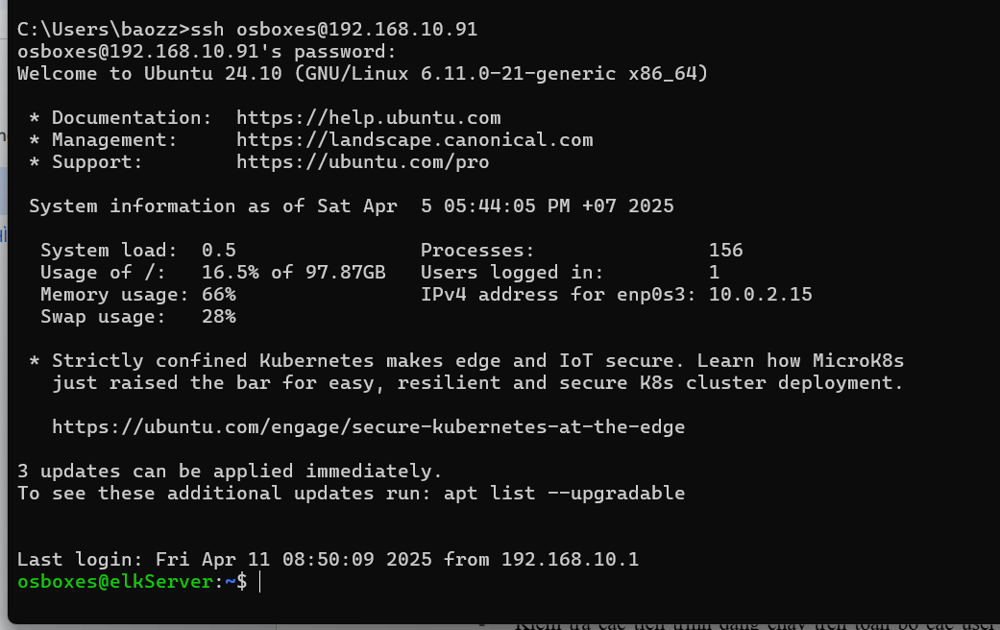 C:\Users\baozz>ssh osboxes@192.168.10.91
osboxes@192.168.10.91's password:
Welcome to Ubuntu 24.10 (GNU/Linux 6.11.0-21-generic x86_64)
* Documentation:  https://help.ubuntu.com
* Management:     https://landscape.canonical.com
* Support:        https://ubuntu.com/pro
System information as of Sat Apr  5 05:44:05 PM +07 2025
System load:  0.5                Processes:               156
Usage of /:   16.5% of 97.87GB   Users logged in:         1
Memory usage: 66%                IPv4 address for enp0s3: 10.0.2.15
Swap usage:   28%
* Strictly confined Kubernetes makes edge and IoT secure. Learn how MicroK8s
just raised the bar for easy, resilient and secure K8s cluster deployment.
https://ubuntu.com/engage/secure-kubernetes-at-the-edge
3 updates can be applied immediately.
To see these additional updates run: apt list --upgradable
Last login: Fri Apr 11 08:50:09 2025 from 192.168.10.1
osboxes@elkServer:~$